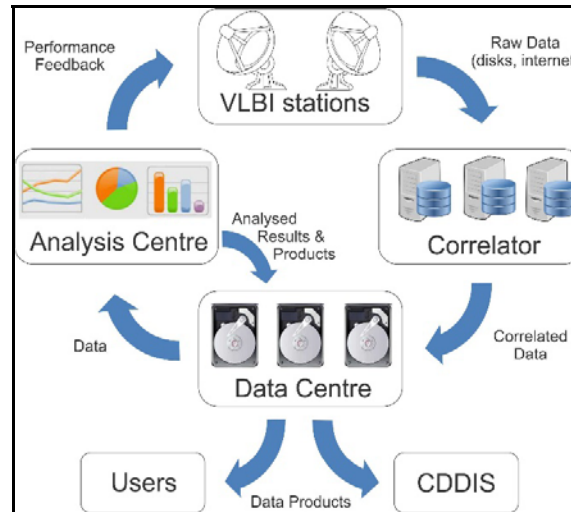 Performance
Feedback
VLBI stations
Raw Data
(disks, internet
Analysis Centre
Analysed
Results &
Products
Correlator
Data
Data Centre
Correlated
Data
Users
Data Products
CDDIS